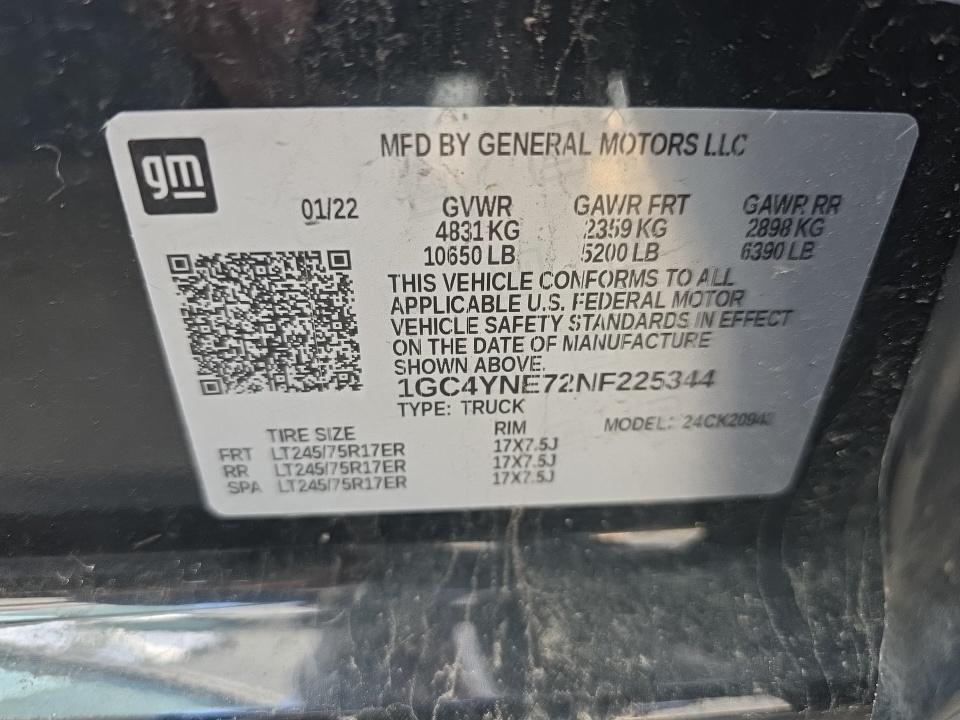 gm
MFD BY GENERAL MOTORS LLC
01/22 GVWR GAWR FRT GAWR RR
4831 KG 2359 KG 2898 KG
10650 LB 5200 LB 6390 LB
THIS VEHICLE CONFORMS TO ALL
APPLICABLE U.S. FEDERAL MOTOR
VEHICLE SAFETY STANDARDS IN EFFECT
ON THE DATE OF MANUFACTURE
SHOWN ABOVE.
1GC4YNE72NF225344
TYPE: TRUCK
MODEL:
TIRE SIZE RIM
FRT LT245/75R17ER 17X7.5J
RR LT245/75R17ER 17X7.5J
SPA LT245/75R17ER 17X7.5J